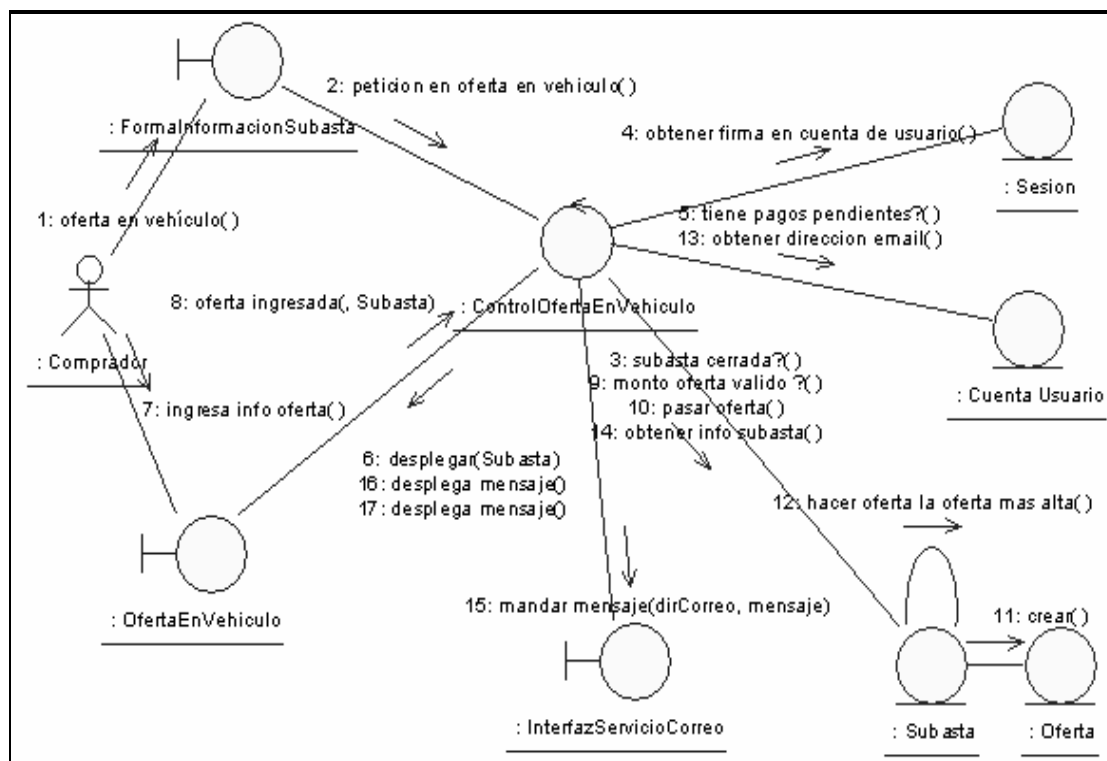 2: peticion en oferta en vehiculo()
: FormaInformacionSubasta
4: obtener firma en cuenta de usuario()
: Sesion
1: oferta en vehículo()
5: tiene pagos pendientes?()
13: obtener direccion email()
8: oferta ingresada(, Subasta)
: ControlOfertaEnVehiculo
: Comprador
3: subasta cerrada?()
9: monto oferta valido ?()
: Cuenta Usuario
7: ingresa info oferta()
10: pasar oferta()
14: obtener info subasta()
6: desplegar(Subasta)
16: desplega mensaje()
17: desplega mensaje()
12: hacer oferta la oferta mas alta()
15: mandar mensaje(dirCorreo, mensaje)
: OfertaEnVehiculo
11: crear()
: InterfazServicioCorreo
: Subasta
: Oferta